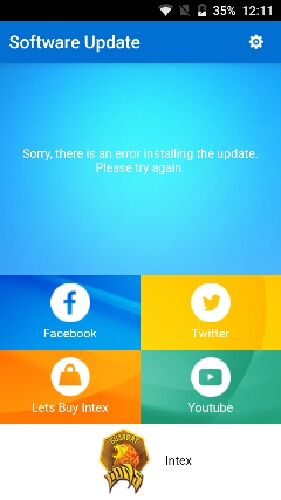 35% 12:11
Software Update
Sorry, there is an error installing the update.
Please try again.
Facebook
Twitter
Lets Buy Intex
Youtube
GUJARAT
Intex